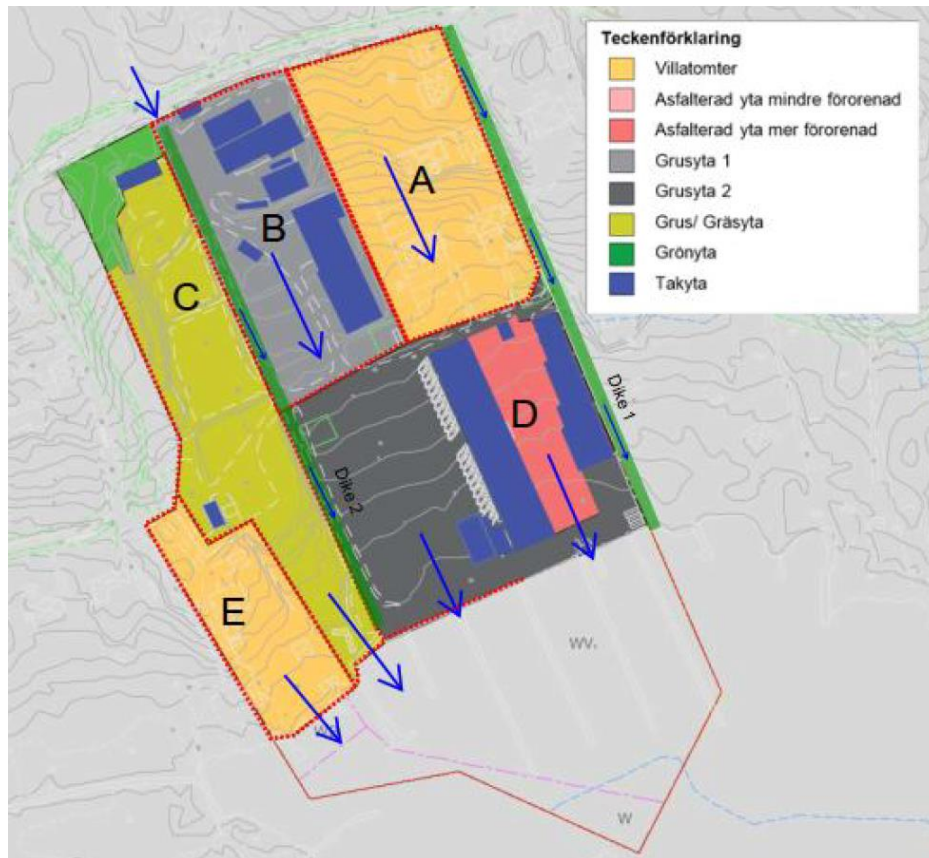 Teckenförklaring
Villatomter
Asfalterad yta mindre förorenad
Asfalterad yta mer förorenad
Grusyta 1
Grusyta 2
Grus/ Gräsyta
Grönyta
Takyta
A
B
C
D
Dike 1
Dike 2
E
WV₁
W